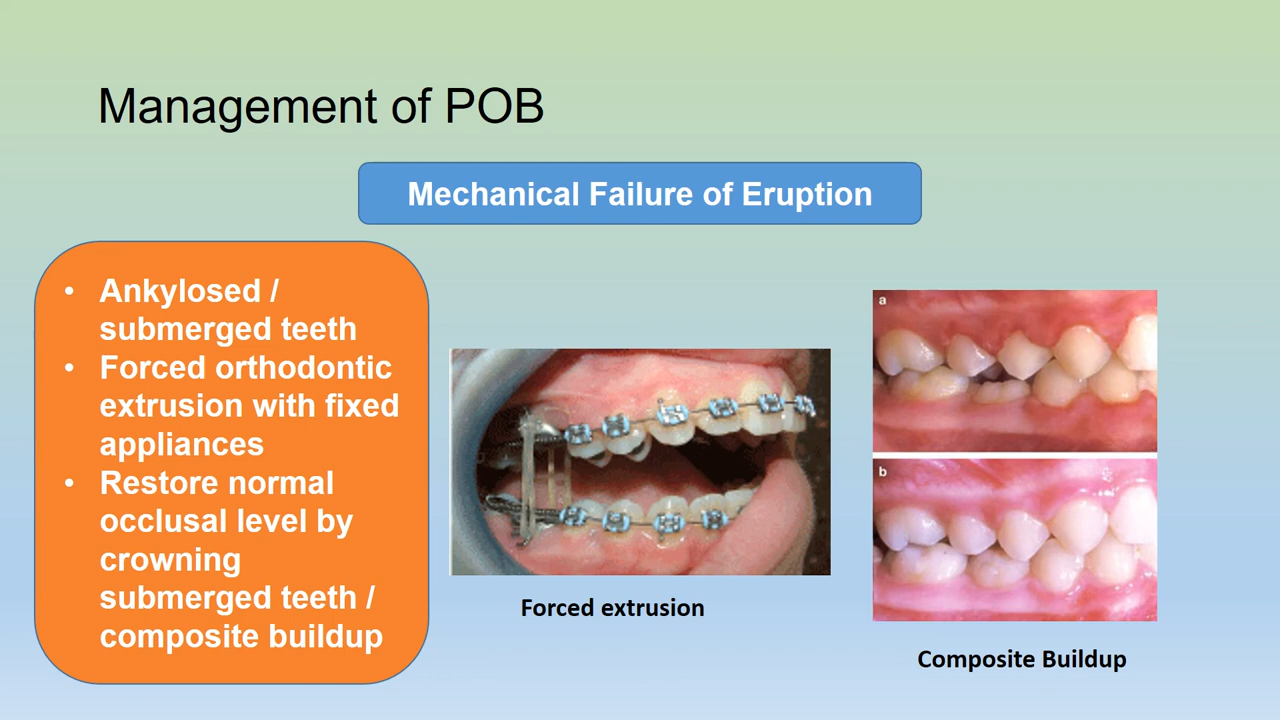 Management of POB
Mechanical Failure of Eruption
• Ankylosed /
submerged teeth
• Forced orthodontic
extrusion with fixed
appliances
• Restore normal
occlusal level by
crowning
submerged teeth /
composite buildup
Forced extrusion
a
b
Composite Buildup